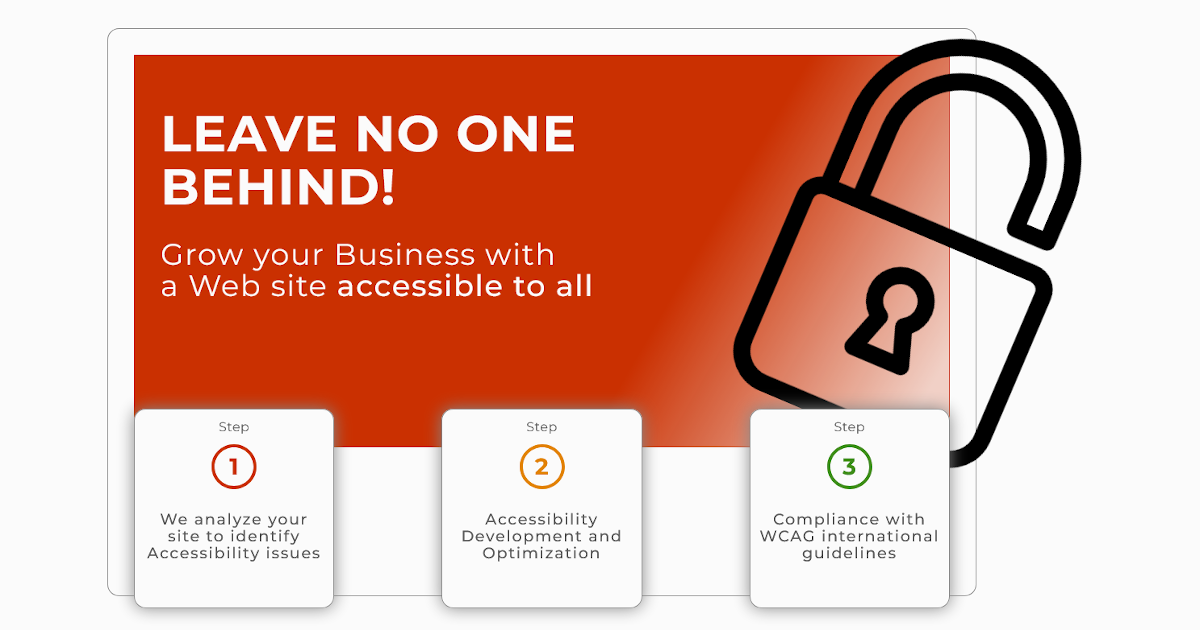 LEAVE NO ONE
BEHIND!
Grow your Business with
a Web site accessible to all
Step
1
We analyze your
site to identify
Accessibility issues
Step
2
Accessibility
Development and
Optimization
Step
3
Compliance with
WCAG international
guidelines